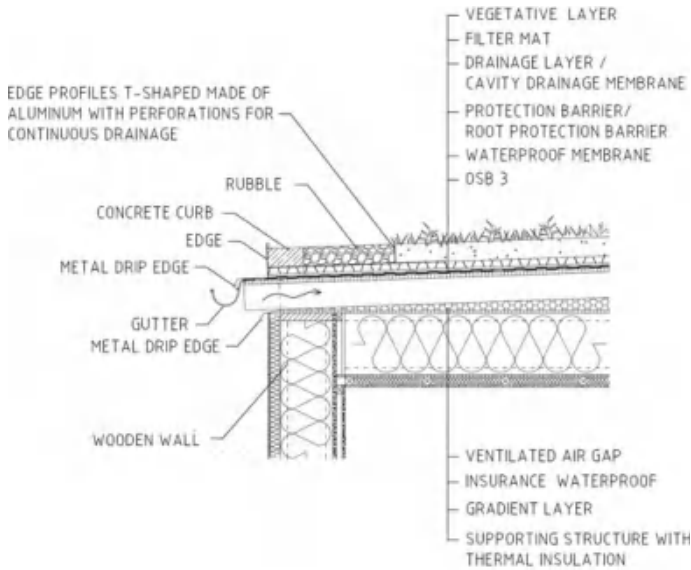 VEGETATIVE LAYER
FILTER MAT
DRAINAGE LAYER /
CAVITY DRAINAGE MEMBRANE
PROTECTION BARRIER/
ROOT PROTECTION BARRIER
WATERPROOF MEMBRANE
OSB 3
EDGE PROFILES T-SHAPED MADE OF
ALUMINUM WITH PERFORATIONS FOR
CONTINUOUS DRAINAGE
RUBBLE
CONCRETE CURB
EDGE
METAL DRIP EDGE
GUTTER
METAL DRIP EDGE
WOODEN WALL
VENTILATED AIR GAP
INSURANCE WATERPROOF
GRADIENT LAYER
SUPPORTING STRUCTURE WITH
THERMAL INSULATION